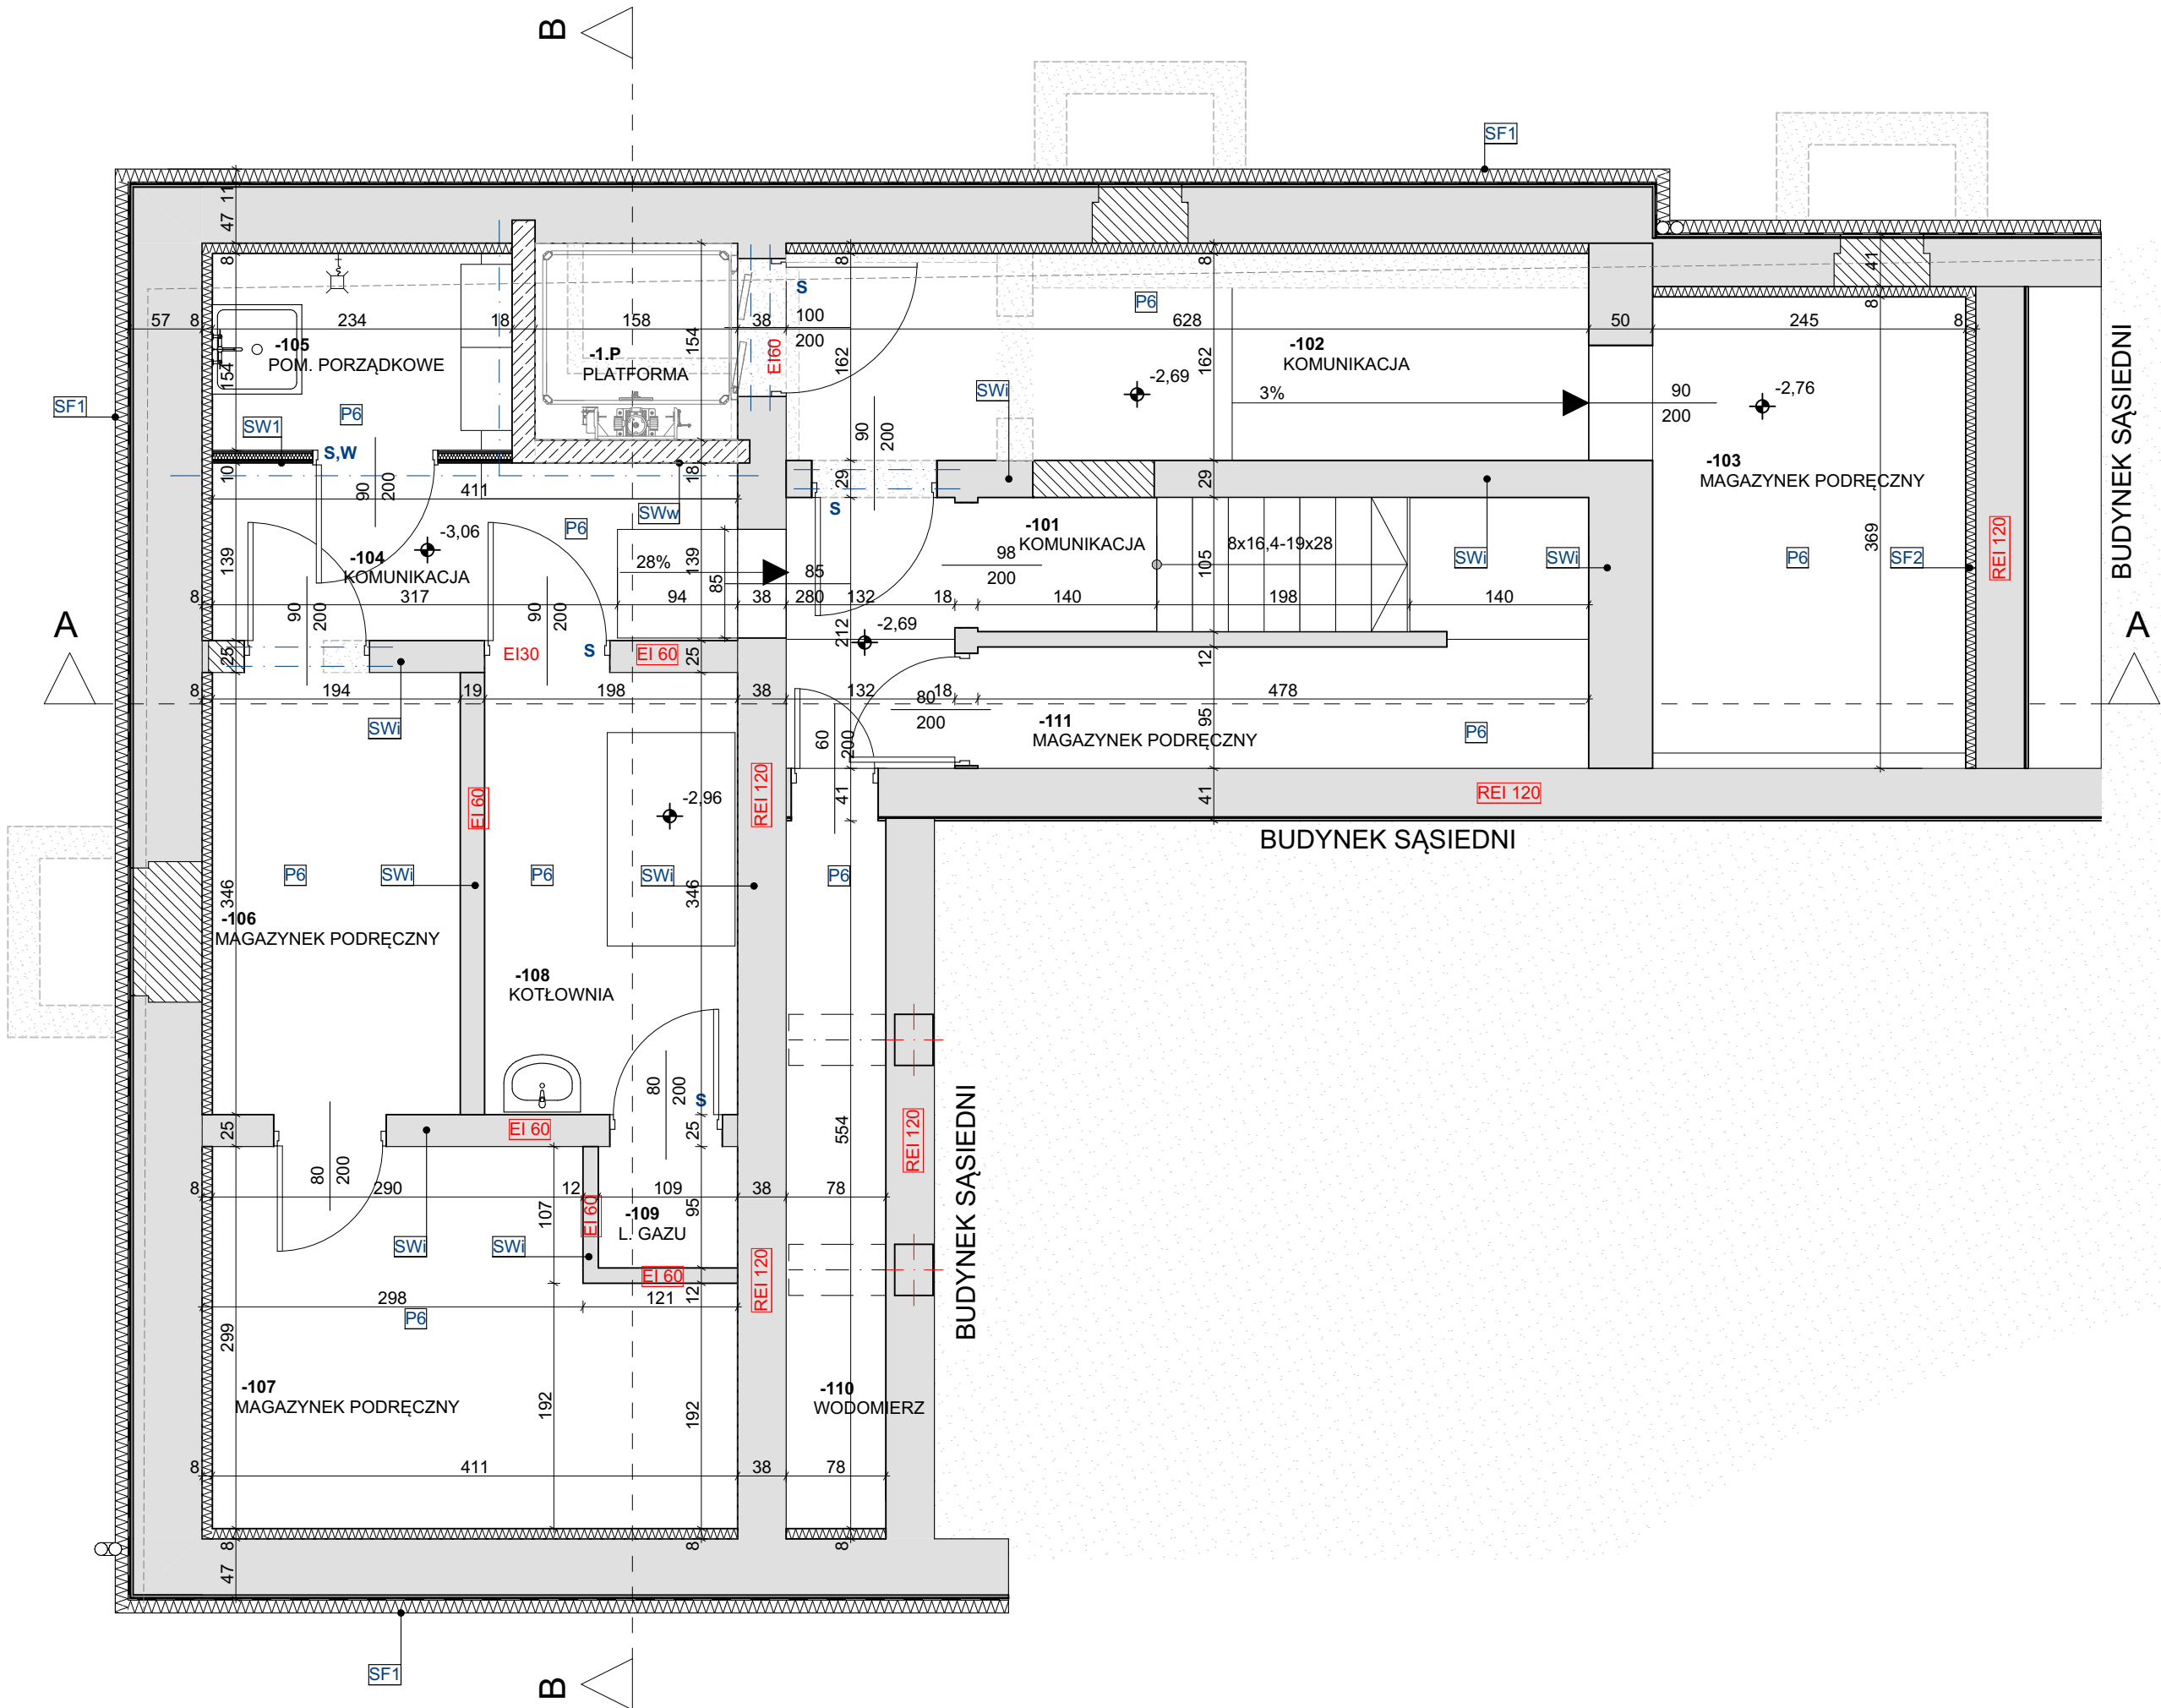 B
SF1
11
47
8
8
8
41
8
S
P6
57
8
234
18
158
38
100
200
628
50
245
8
-105
POM. PORZĄDKOWE
154
-1.P
PLATFORMA
154
EI60
162
162
-102
KOMUNIKACJA
-2,69
3%
90
200
-2,76
BUDYNEK SĄSIEDNI
SF1
P6
SW1
S,W
SWi
90
200
10
90
200
411
18
29
29
-103
MAGAZYNEK PODRĘCZNY
SWw
S
P6
-3,06
-104
KOMUNIKACJA
139
139
28%
85
85
-101
KOMUNIKACJA
98
200
105
8x16,4-19x28
SWi
SWi
369
P6
SF2
REI 120
8
317
94
38
280
132
18
140
198
140
90
200
90
200
A
A
-2,69
212
25
EI30
S
EI 60
25
12
8
194
19
198
38
132
18
478
80
200
95
-111
MAGAZYNEK PODRĘCZNY
P6
SWi
60
200
EI 60
-2,96
REI 120
41
41
REI 120
BUDYNEK SĄSIEDNI
P6
SWi
P6
SWi
P6
346
346
-106
MAGAZYNEK PODRĘCZNY
-108
KOTŁOWNIA
80
200
S
25
EI 60
25
554
REI 120
BUDYNEK SĄSIEDNI
80
200
8
290
12
109
38
78
107
EI 60
95
-109
L. GAZU
SWi
SWi
EI 60
REI 120
12
298
121
P6
299
-107
MAGAZYNEK PODRĘCZNY
192
192
-110
WODOMIERZ
8
411
38
78
8
8
8
47
SF1
B